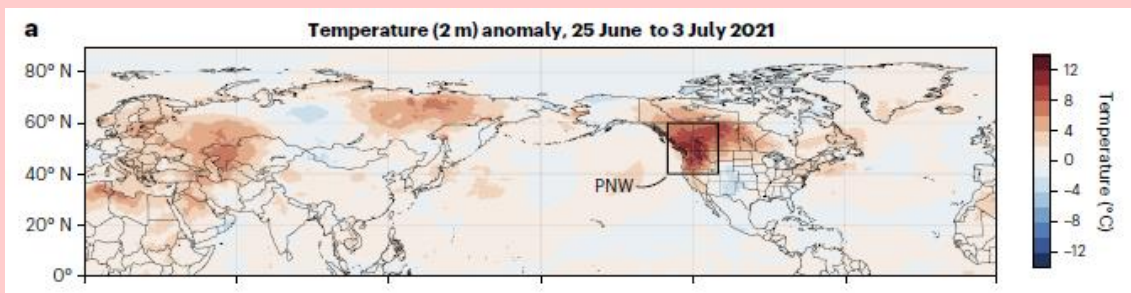 a
Temperature (2 m) anomaly, 25 June to 3 July 2021
80° N
60° N
40° N
20° N
0°
PNW
12
8
4
0
−4
−8
−12
Temperature (°C)